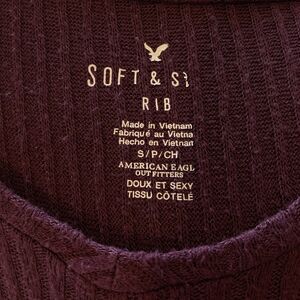 SOFT & S
RIB
Made in Vietnam
Fabriqué au Vietna
Hecho en Vietnam
S/P/CH
AMERICAN EAGL
OUTFITTERS
DOUX ET SEXY
TISSU CÔTELÉ